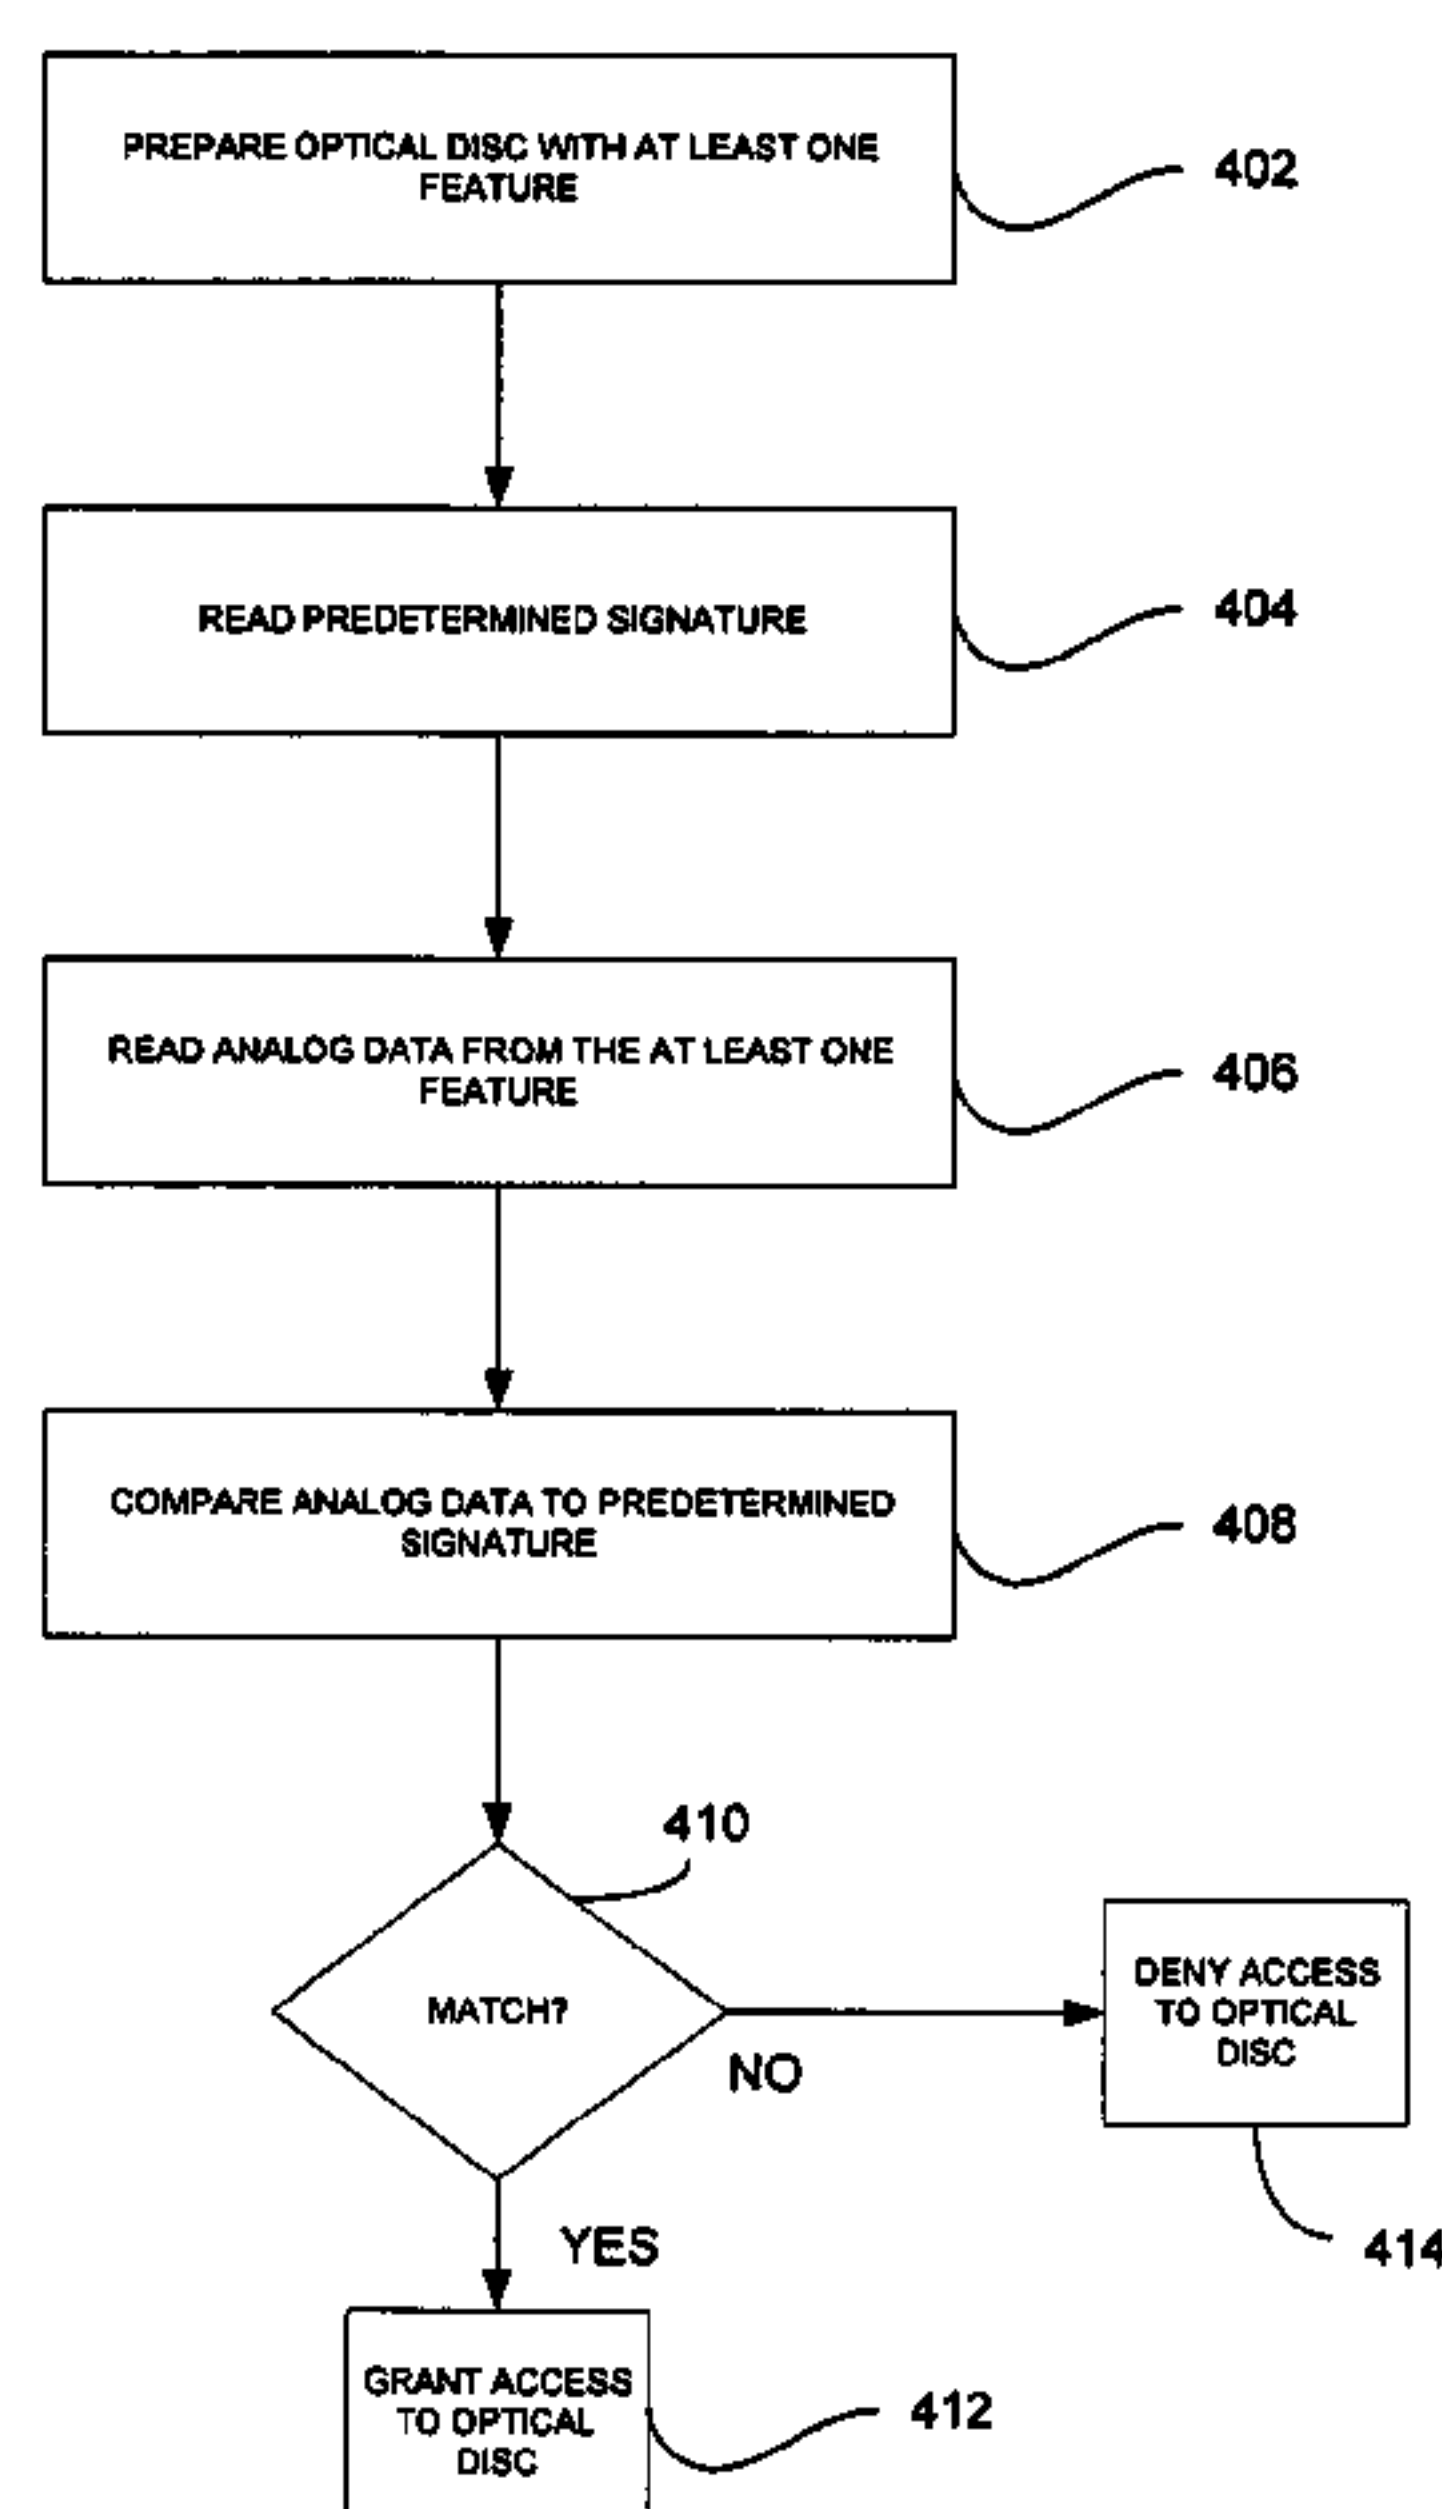 PREPARE OPTICAL DISC WITH AT LEAST ONE
FEATURE
402
READ PREDETERMINED SIGNATURE
404
READ ANALOG DATA FROM THE AT LEAST ONE
FEATURE
406
COMPARE ANALOG DATA TO PREDETERMINED
SIGNATURE
408
410
MATCH?
NO
DENY ACCESS
TO OPTICAL
DISC
414
YES
GRANT ACCESS
TO OPTICAL
DISC
412